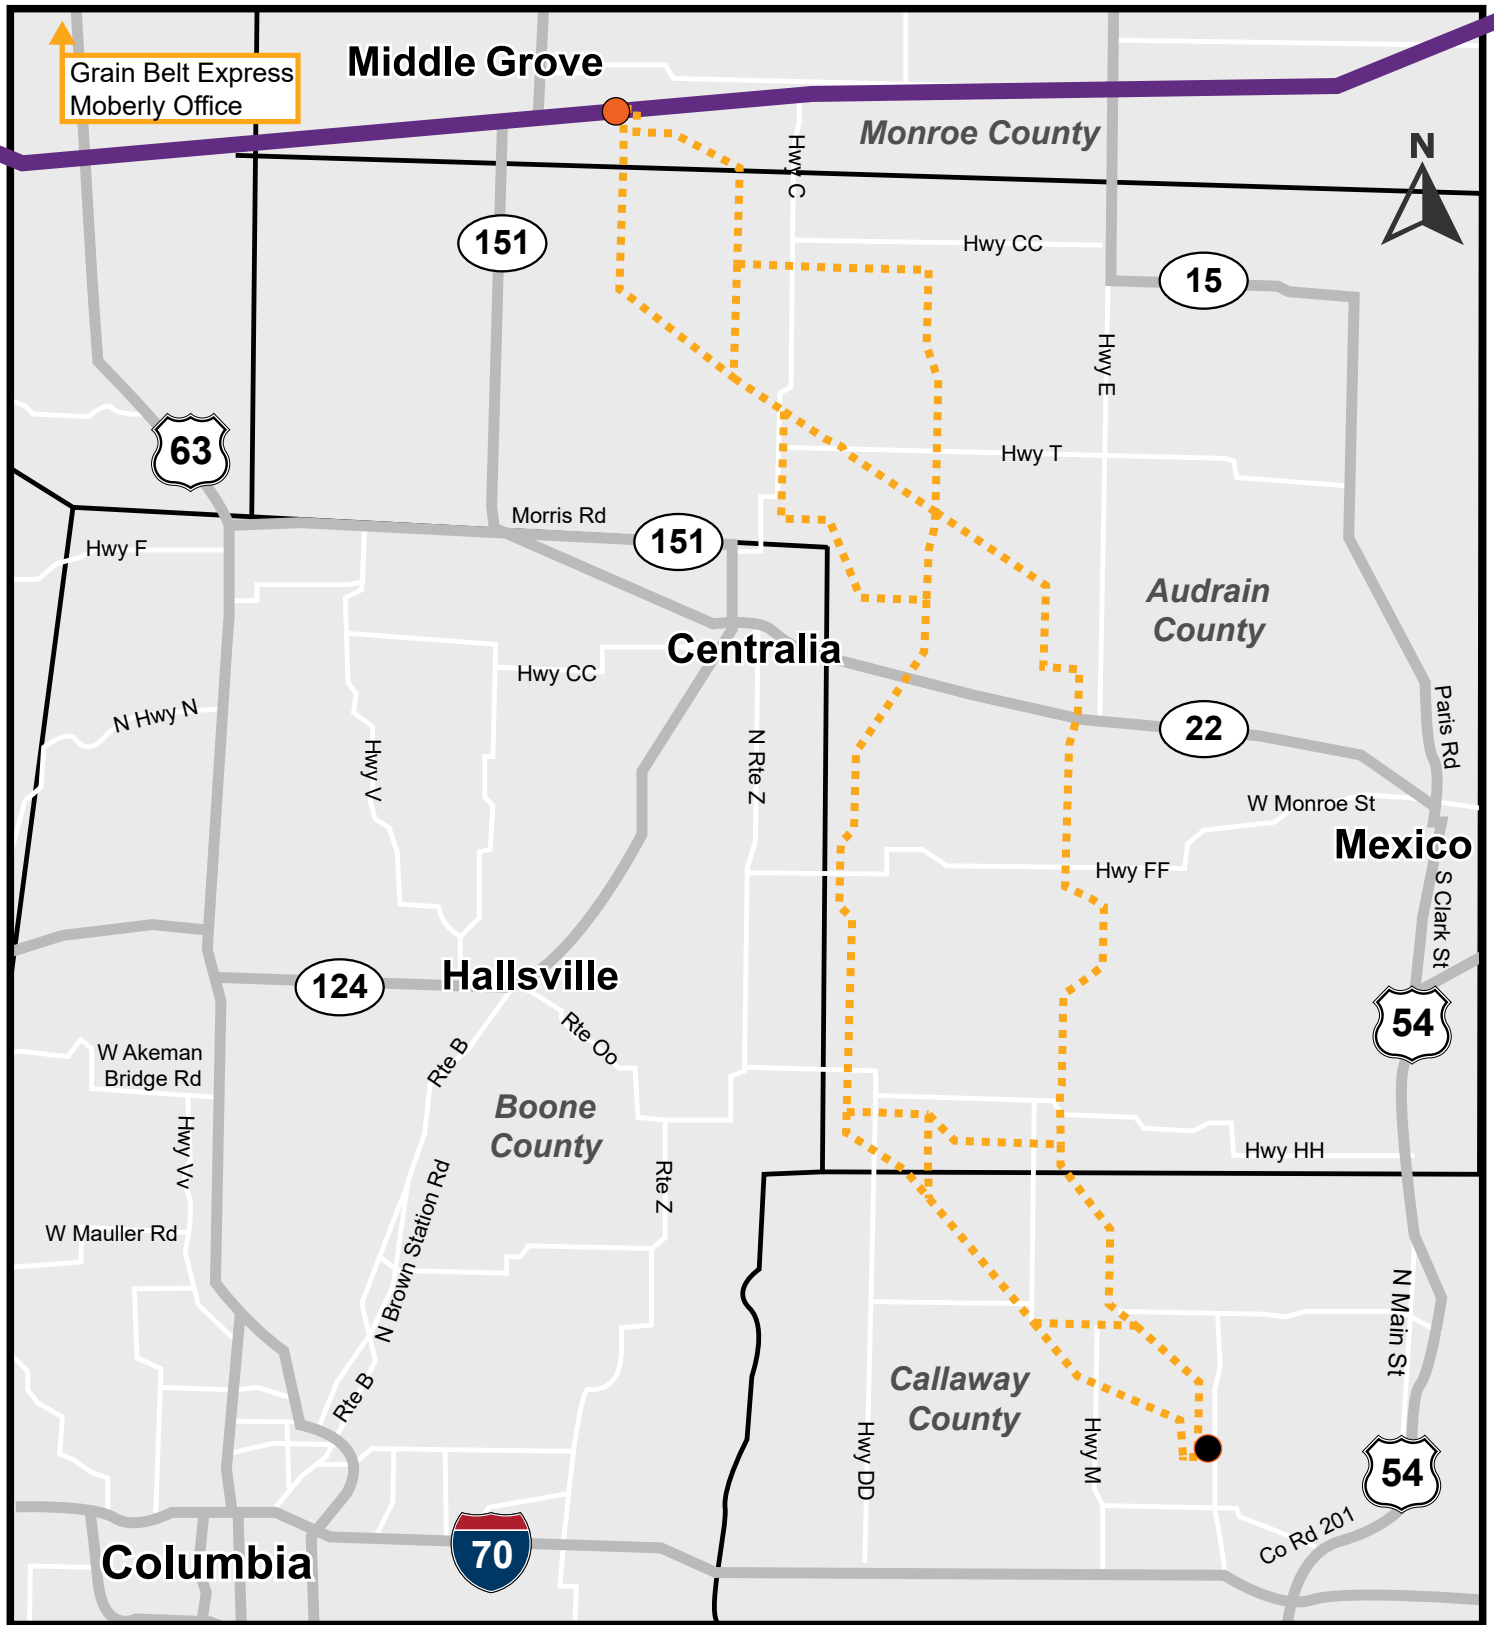 Middle Grove
Grain Belt Express
Moberly Office
Monroe County
N
Hwy C
151
Hwy CC
15
Hwy E
63
Hwy T
Morris Rd
151
Hwy F
Audrain
County
Centralia
Hwy CC
N Hwy N
Paris Rd
22
Hwy V
N Rte Z
W Monroe St
Mexico
Hwy FF
S Clark St
Hallsville
124
54
Rte Oo
W Akeman
Bridge Rd
Rte B
Boone
County
Hwy Vv
Hwy HH
Rte Z
W Mauller Rd
N Brown Station Rd
N Main St
Callaway
County
Rte B
Hwy DD
Hwy M
54
Co Rd 201
70
Columbia